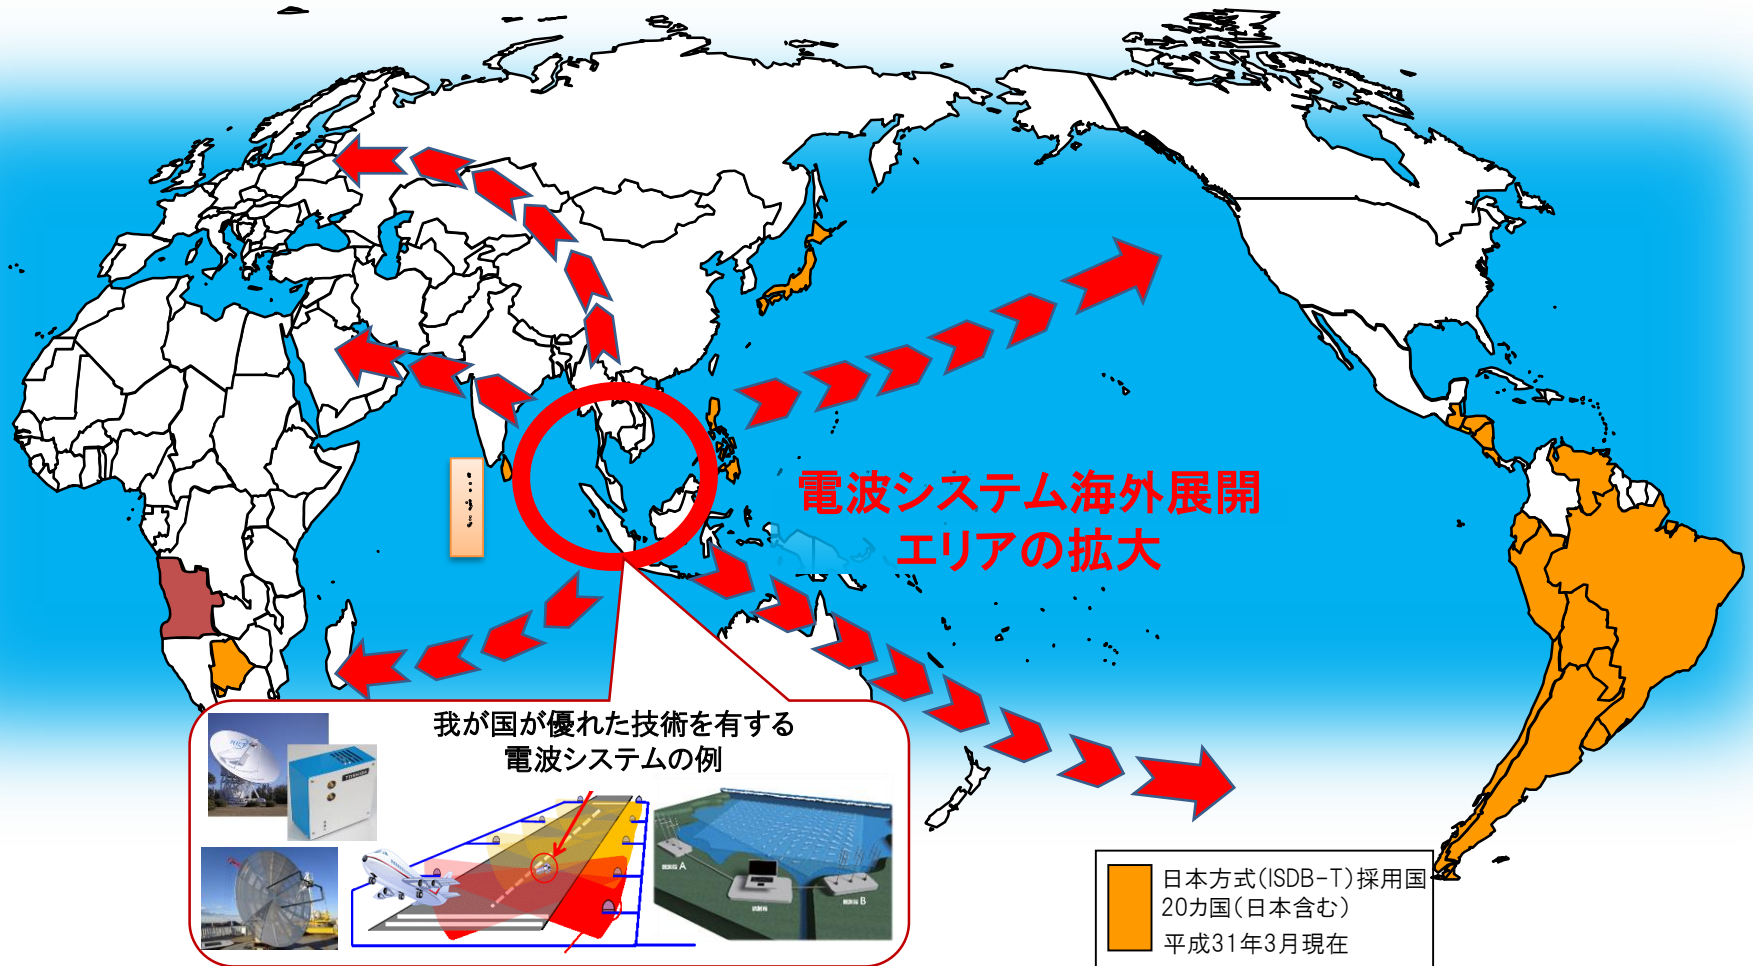 電波システム海外展開
エリアの拡大
我が国が優れた技術を有する
電波システムの例
NICT
TOSHIBA
A
B
日本方式(ISDB-T)採用国
20カ国(日本含む)
平成31年3月現在